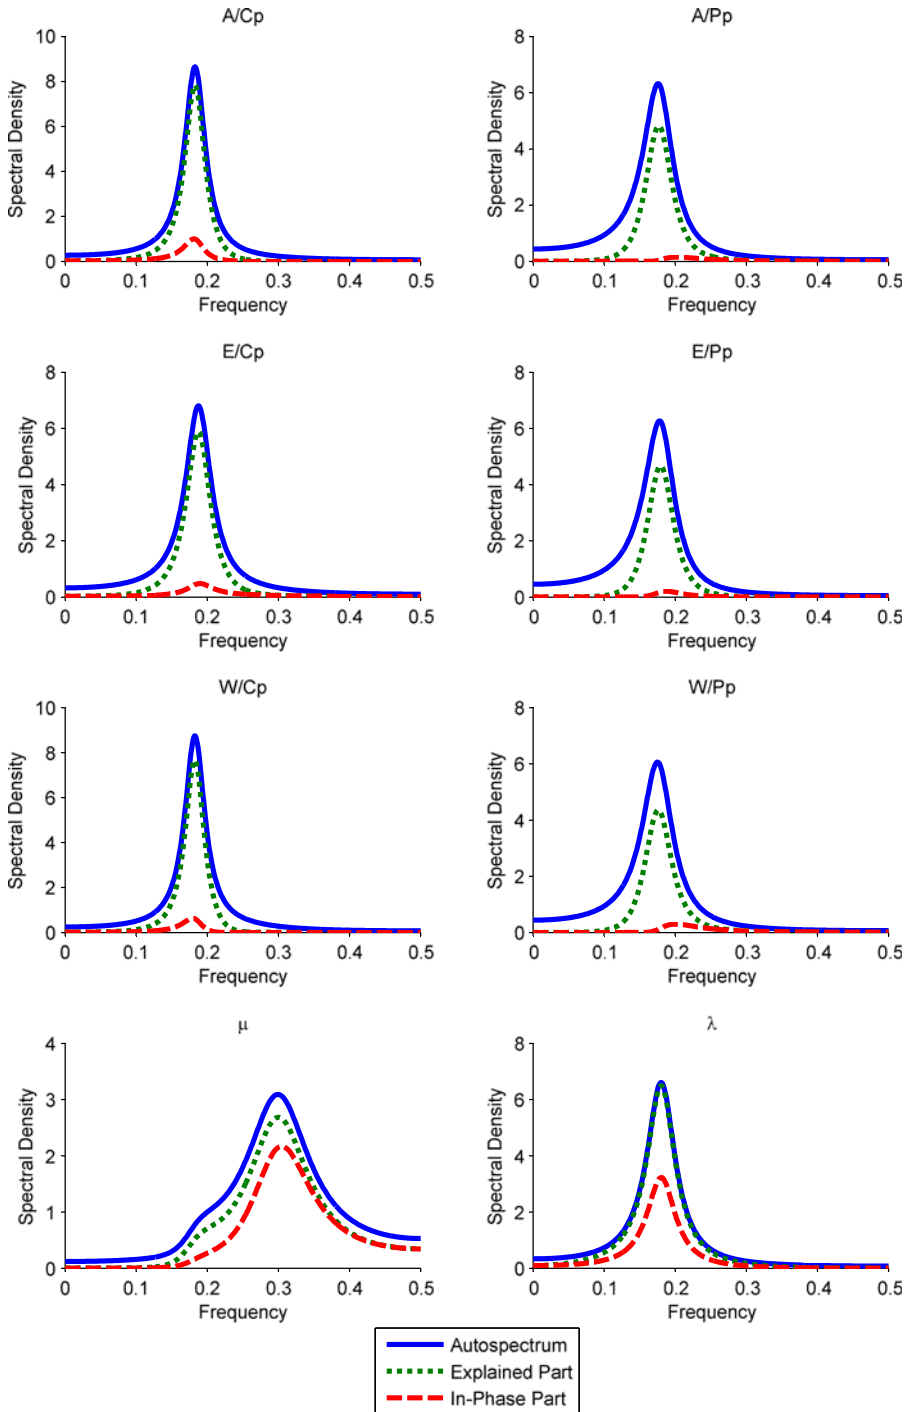 A/Cp
Spectral Density
10
8
6
4
2
0
0 0.1 0.2 0.3 0.4 0.5
Frequency
A/Pp
Spectral Density
8
6
4
2
0
0 0.1 0.2 0.3 0.4 0.5
Frequency
E/Cp
Spectral Density
8
6
4
2
0
0 0.1 0.2 0.3 0.4 0.5
Frequency
E/Pp
Spectral Density
8
6
4
2
0
0 0.1 0.2 0.3 0.4 0.5
Frequency
W/Cp
Spectral Density
10
8
6
4
2
0
0 0.1 0.2 0.3 0.4 0.5
Frequency
W/Pp
Spectral Density
8
6
4
2
0
0 0.1 0.2 0.3 0.4 0.5
Frequency
μ
Spectral Density
4
3
2
1
0
0 0.1 0.2 0.3 0.4 0.5
Frequency
λ
Spectral Density
8
6
4
2
0
0 0.1 0.2 0.3 0.4 0.5
Frequency
Autospectrum
Explained Part
In-Phase Part